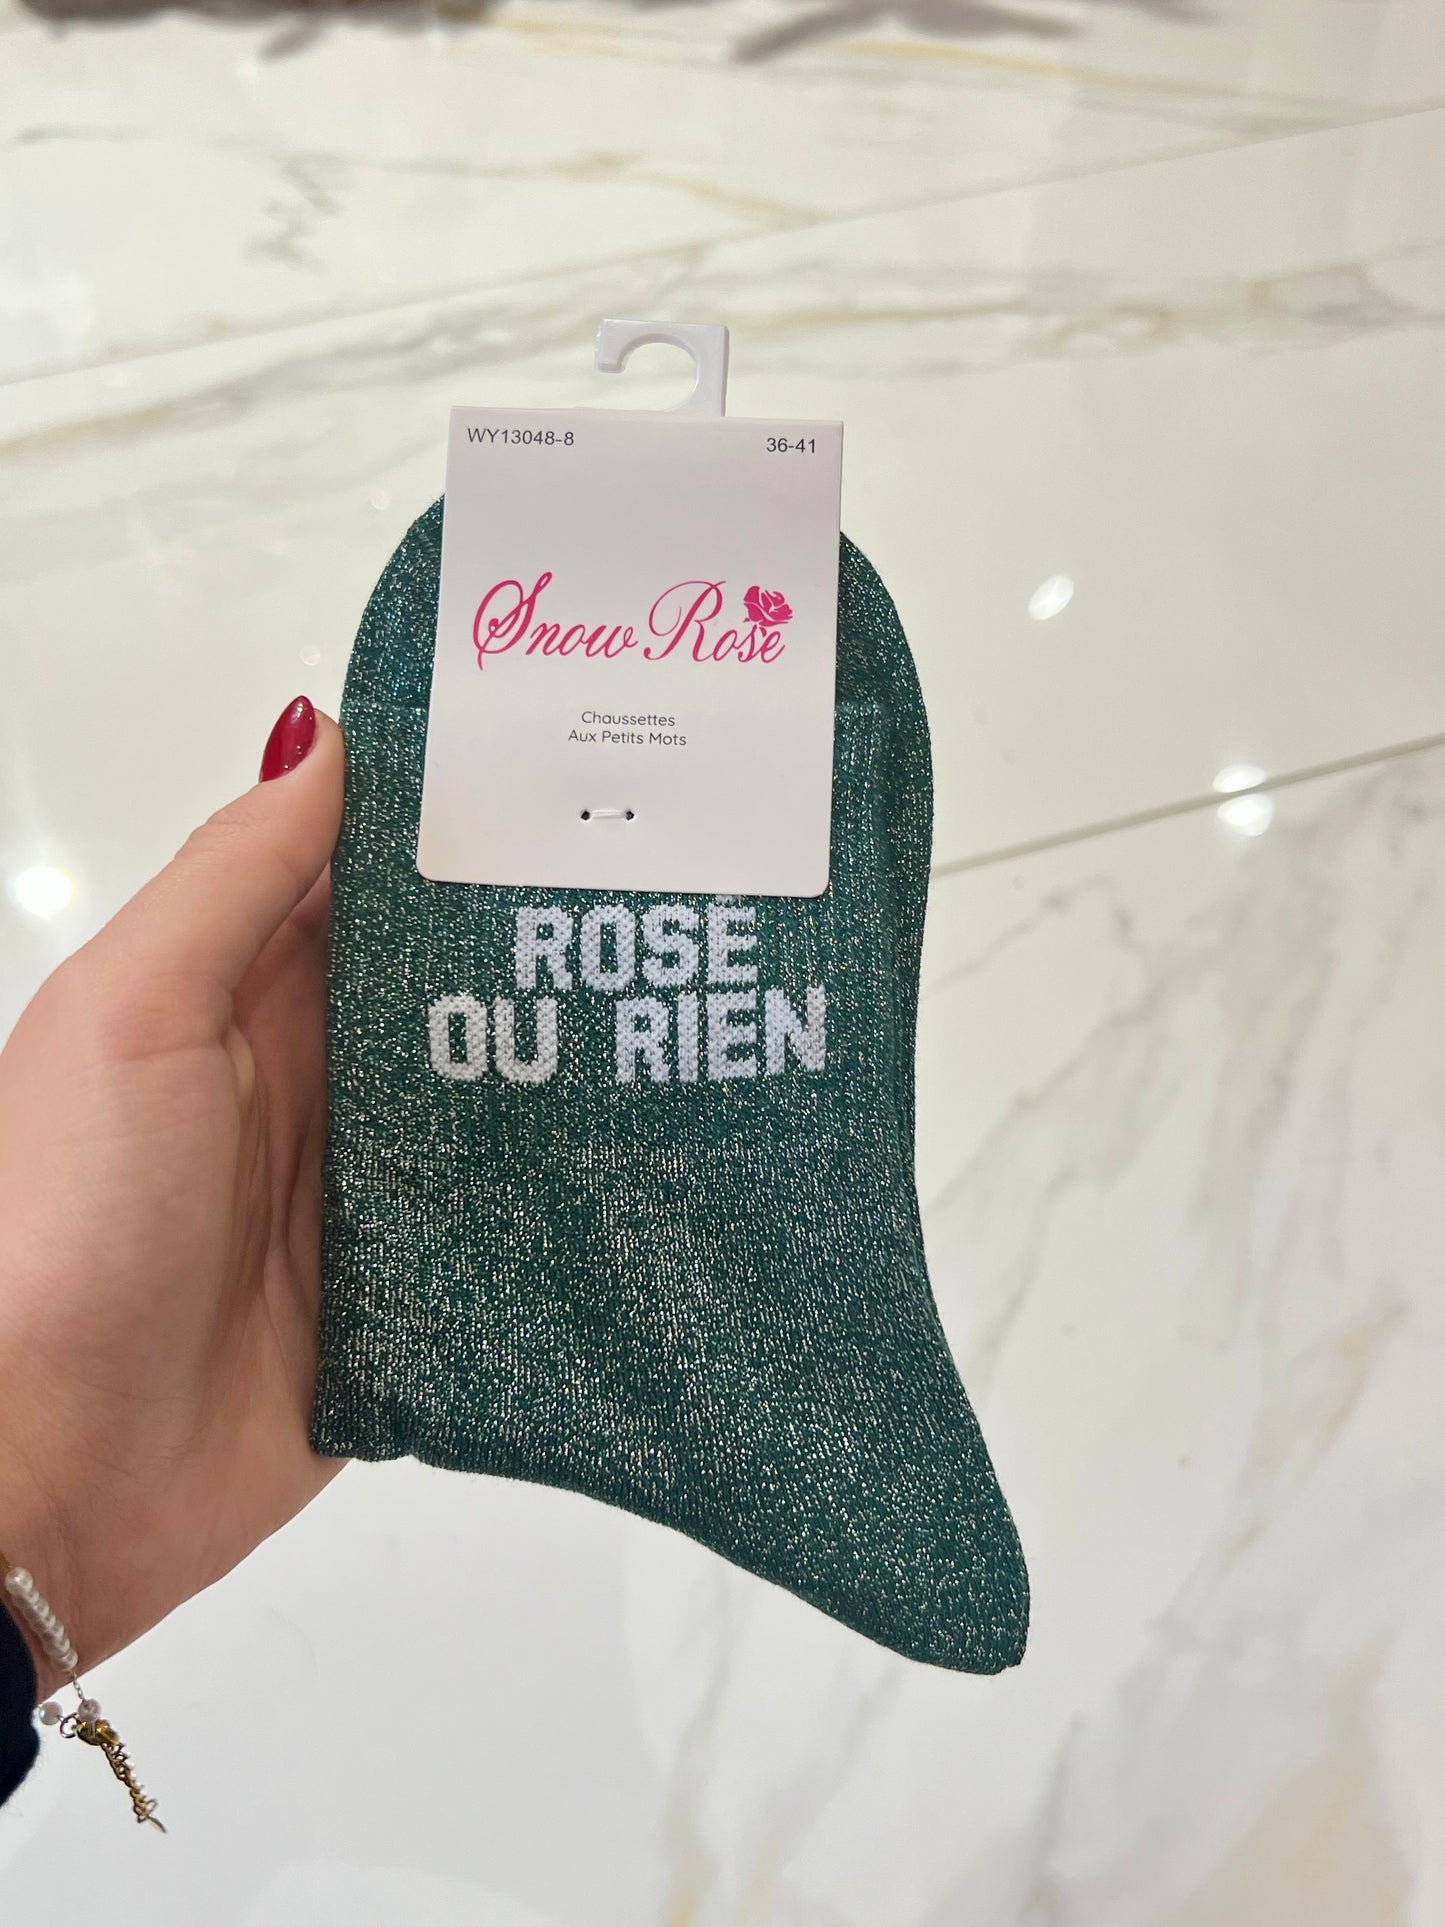 WY13048-8 36-41
Snow Rose
Chaussettes
Aux Petits Mots
ROSÉ
OU RIEN